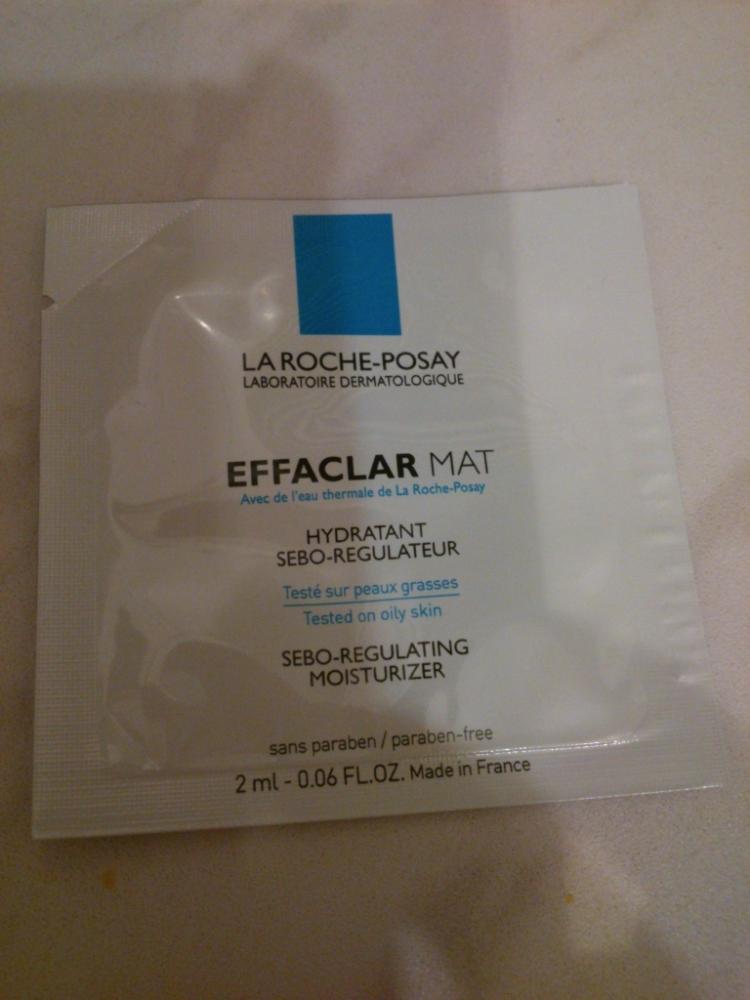 LA ROCHE-POSAY
LABORATOIRE DERMATOLOGIQUE
EFFACLAR MAT
Avec de l'eau thermale de La Roche-Posay
HYDRATANT
SEBO-REGULATEUR
Testé sur peaux grasses
Tested on oily skin
SEBO-REGULATING
MOISTURIZER
sans paraben / paraben-free
2 ml - 0.06 FL.OZ. Made in France